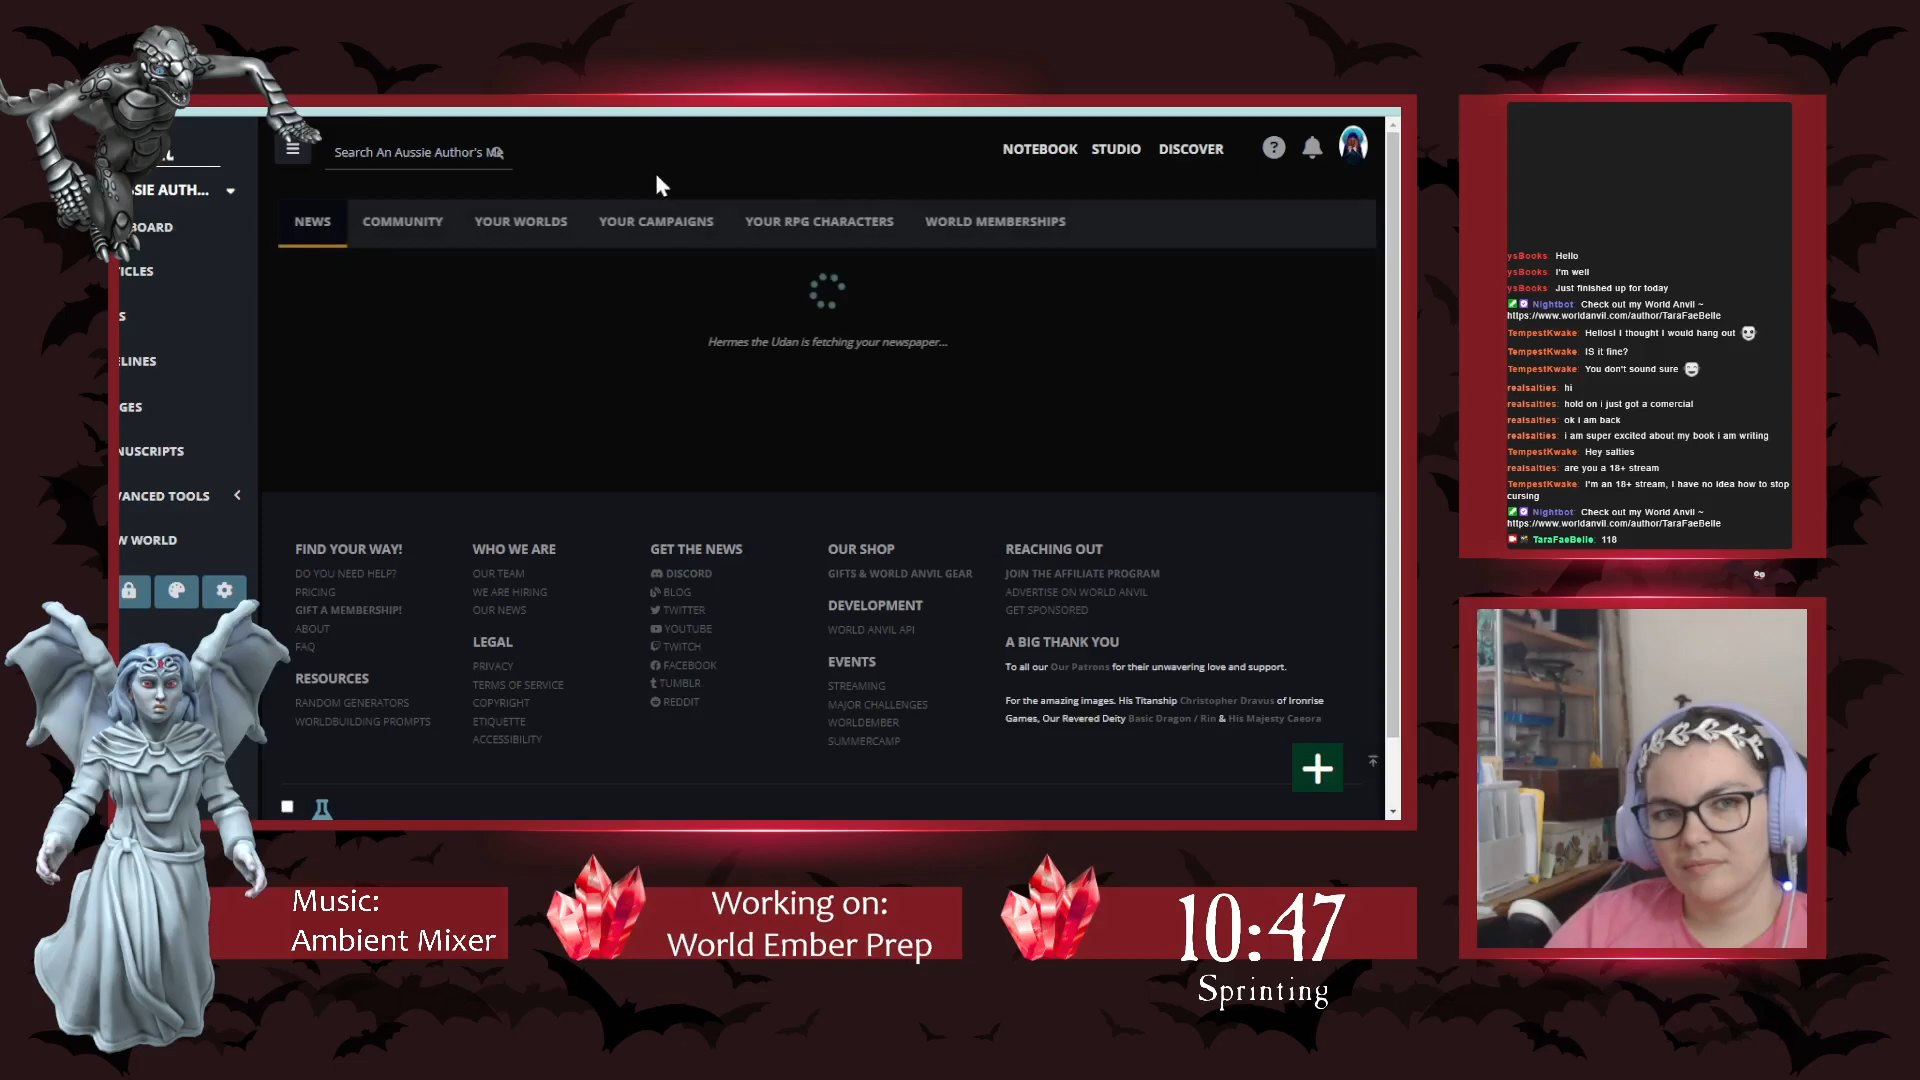 Search An Aussie Author's Me
NOTEBOOK STUDIO DISCOVER
SIE AUTH...
BOARD
ICLES
S
ELINES
GES
NUSCRIPTS
VANCED TOOLS
W WORLD
NEWS COMMUNITY YOUR WORLDS YOUR CAMPAIGNS YOUR RPG CHARACTERS WORLD MEMBERSHIPS
Hermes the Udan is fetching your newspaper...
FIND YOUR WAY!
DO YOU NEED HELP?
PRICING
GIFT A MEMBERSHIP!
ABOUT
FAQ
RESOURCES
RANDOM GENERATORS
WORLDBUILDING PROMPTS
WHO WE ARE
OUR TEAM
WE ARE HIRING
OUR NEWS
LEGAL
PRIVACY
TERMS OF SERVICE
COPYRIGHT
ETIQUETTE
ACCESSIBILITY
GET THE NEWS
DISCORD
BLOG
TWITTER
YOUTUBE
TWITCH
FACEBOOK
TUMBLR
REDDIT
OUR SHOP
GIFTS & WORLD ANVIL GEAR
DEVELOPMENT
WORLD ANVIL API
EVENTS
STREAMING
MAJOR CHALLENGES
WORLDEMBER
SUMMERCAMP
REACHING OUT
JOIN THE AFFILIATE PROGRAM
ADVERTISE ON WORLD ANVIL
GET SPONSORED
A BIG THANK YOU
To all our Our Patrons for their unwavering love and support.
For the amazing images. His Titanship Christopher Dravus of Ironrise
Games, Our Revered Deity Basic Dragon / Rin & His Majesty Caeora
ysBooks: Hello
ysBooks: I'm well
ysBooks: Just finished up for today
Nightbot: Check out my World Anvil ~
https://www.worldanvil.com/author/TaraFaeBelle
TempestKwake: Hellos! I thought I would hang out
TempestKwake: IS it fine?
TempestKwake: You don't sound sure
realsalties: hi
realsalties: hold on i just got a comercial
realsalties: ok i am back
realsalties: i am super excited about my book i am writing
TempestKwake: Hey salties
realsalties: are you a 18+ stream
TempestKwake: I'm an 18+ stream, I have no idea how to stop
cursing
Nightbot: Check out my World Anvil ~
https://www.worldanvil.com/author/TaraFaeBelle
TaraFaeBelle: 118
Music:
Ambient Mixer
Working on:
World Ember Prep
10:47
Sprinting